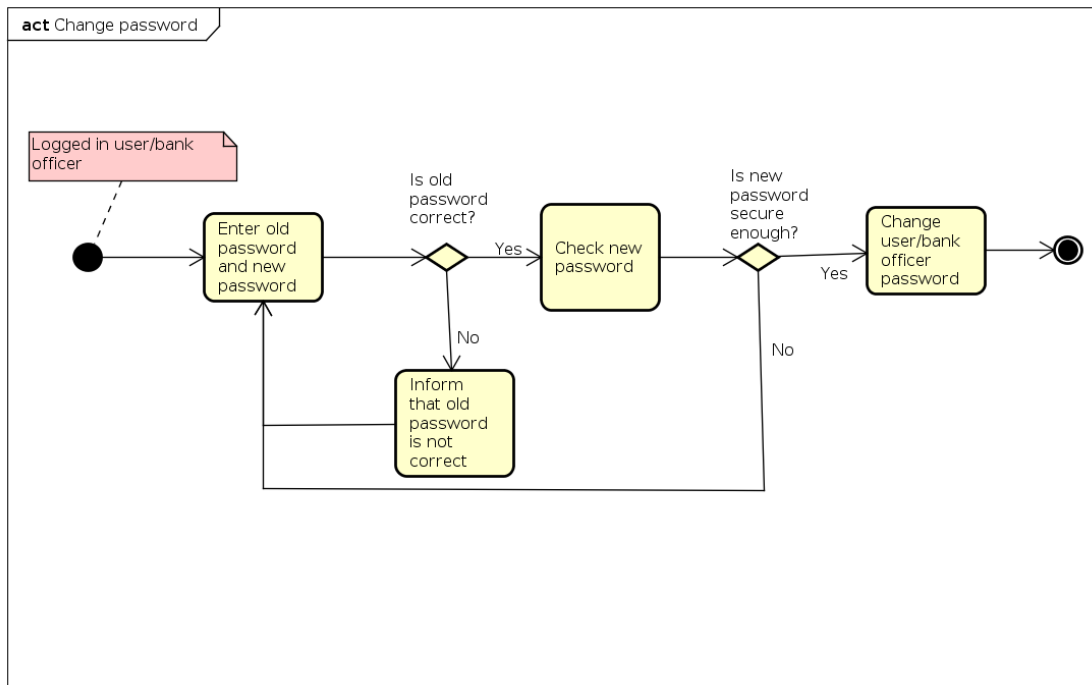 act Change password
Logged in user/bank
officer
Enter old
password
and new
password
Is old
password
correct?
Yes
No
Inform
that old
password
is not
correct
Check new
password
Is new
password
secure
enough?
Yes
No
Change
user/bank
officer
password